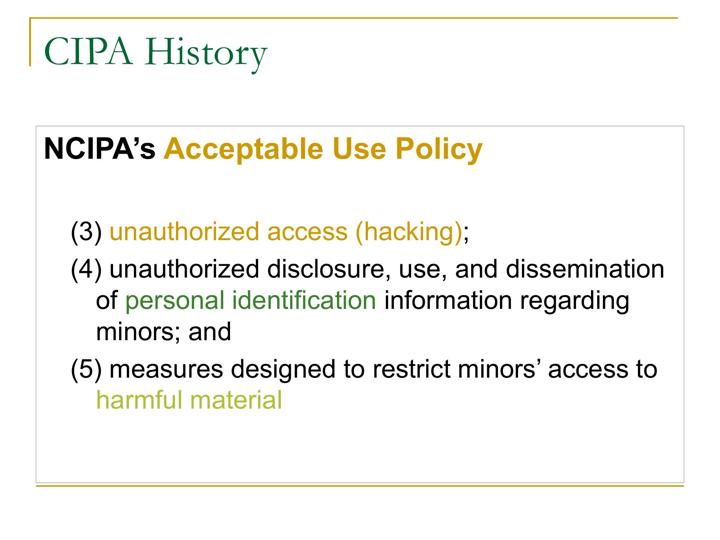 CIPA History
NCIPA’s Acceptable Use Policy
(3) unauthorized access (hacking);
(4) unauthorized disclosure, use, and dissemination
of personal identification information regarding
minors; and
(5) measures designed to restrict minors’ access to
harmful material